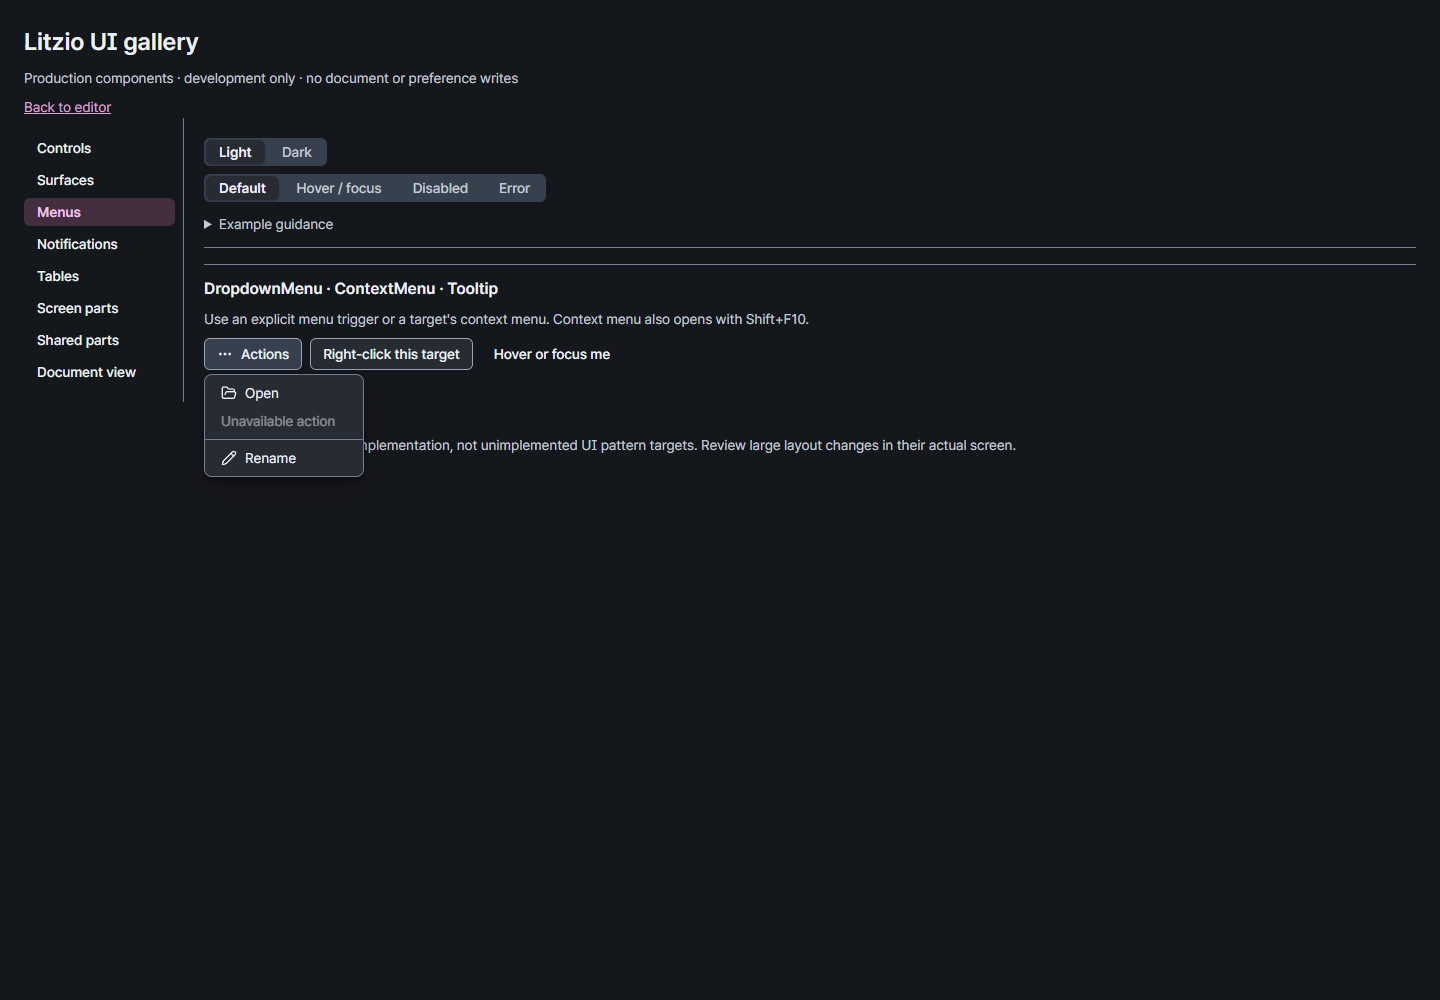 Litzio UI gallery
Production components · development only · no document or preference writes
Back to editor
Controls
Surfaces
Menus
Notifications
Tables
Screen parts
Shared parts
Document view
Light Dark
Default Hover / focus Disabled Error
Example guidance
DropdownMenu · ContextMenu · Tooltip
Use an explicit menu trigger or a target's context menu. Context menu also opens with Shift+F10.
Actions Right-click this target Hover or focus me
Open
Unavailable action
not unimplemented UI pattern targets. Review large layout changes in their actual screen.
Rename